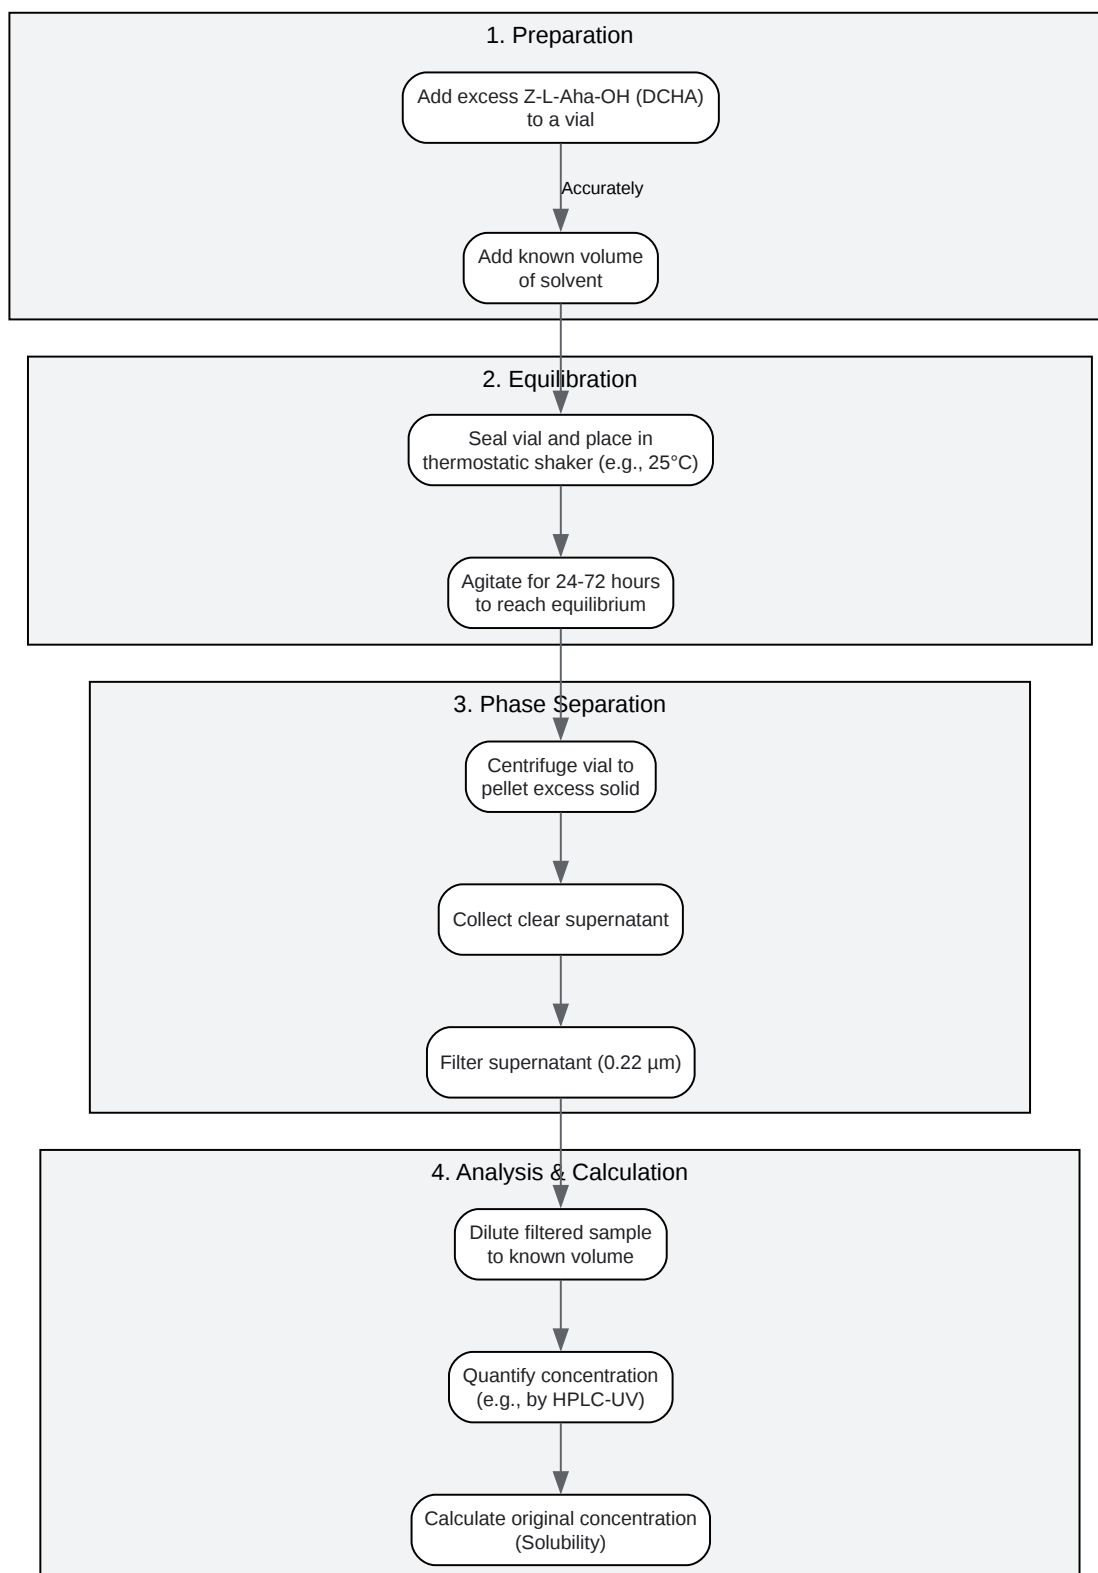 1. Preparation
Add excess Z-L-Aha-OH (DCHA)
to a vial
Accurately
Add known volume
of solvent
2. Equilibration
Seal vial and place in
thermostatic shaker (e.g., 25°C)
Agitate for 24-72 hours
to reach equilibrium
3. Phase Separation
Centrifuge vial to
pellet excess solid
Collect clear supernatant
Filter supernatant (0.22 µm)
4. Analysis & Calculation
Dilute filtered sample
to known volume
Quantify concentration
(e.g., by HPLC-UV)
Calculate original concentration
(Solubility)